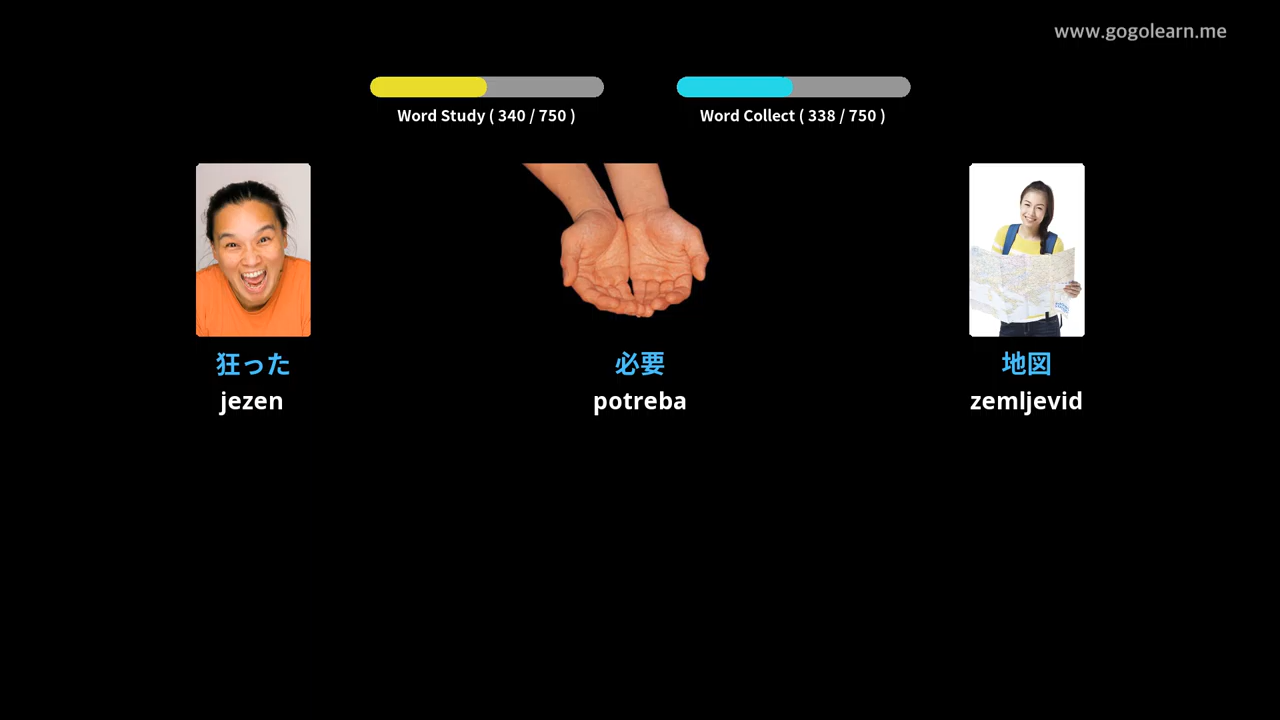 www.gogolearn.me
Word Study ( 340 / 750 )
Word Collect ( 338 / 750 )
狂った
jezen
必要
potreba
地図
zemljevid